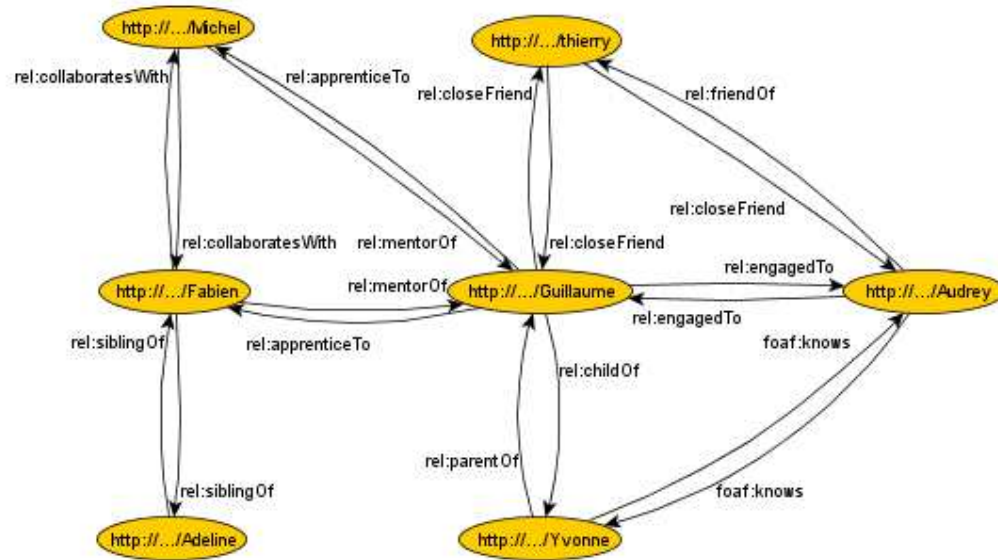 http://.../Michel
http://.../thierry
rel:collaboratesWith
rel:apprenticeTo
rel:closeFriend
rel:friendOf
rel:closeFriend
rel:collaboratesWith
rel:mentorOf
rel:closeFriend
rel:engagedTo
http://.../Fabien
rel:mentorOf
http://.../Guillaume
http://.../Audrey
rel:engagedTo
rel:siblingOf
rel:apprenticeTo
foaf:knows
rel:childOf
rel:parentOf
rel:siblingOf
foaf:knows
http://.../Adeline
http://.../Yvonne